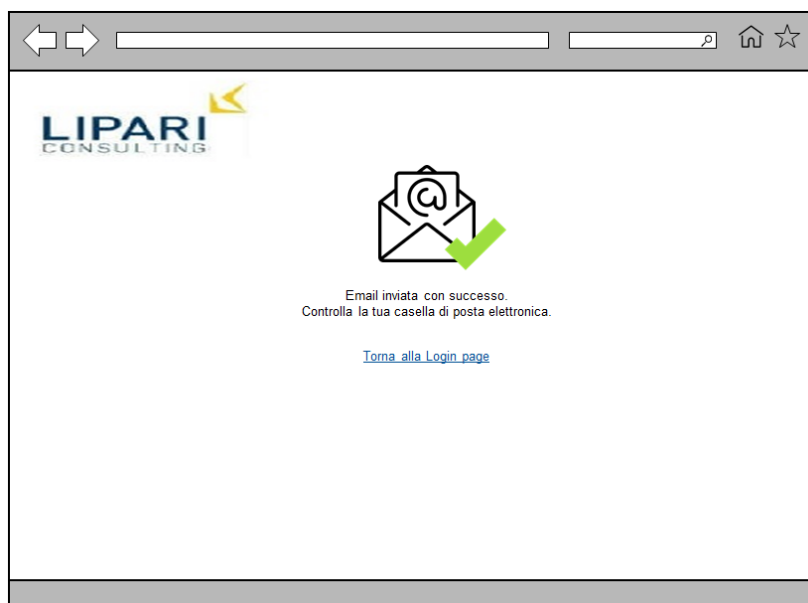 LIPARI
CONSULTING
Email inviata con successo.
Controlla la tua casella di posta elettronica.
Torna alla Login page